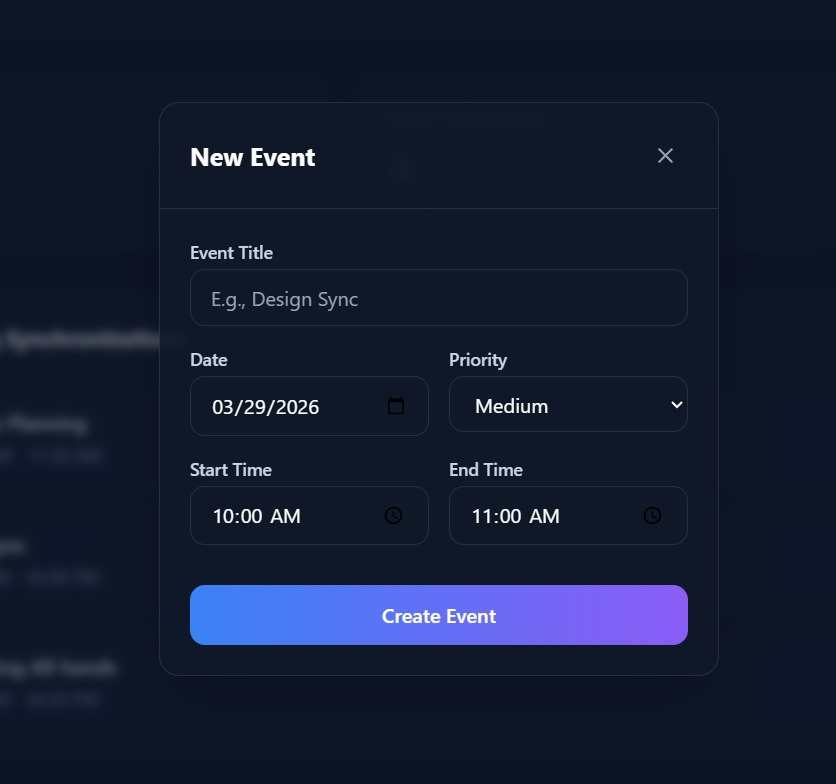 New Event
Event Title
E.g., Design Sync
Date
Priority
03/29/2026
Medium
Start Time
End Time
10:00 AM
11:00 AM
Create Event